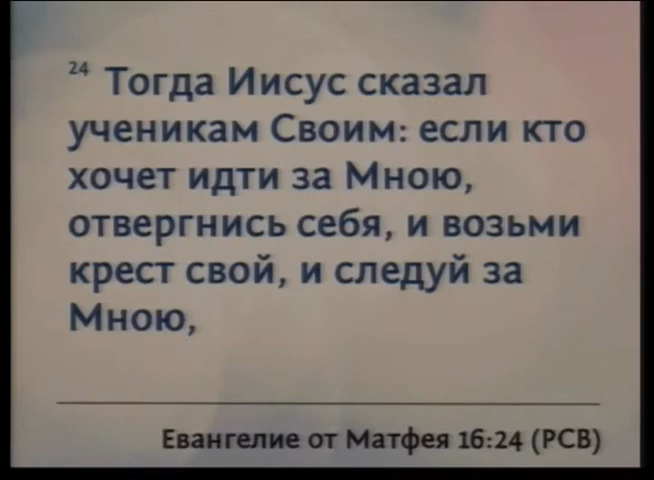 24 Тогда Иисус сказал
ученикам Своим: если кто
хочет идти за Мною,
отвергнись себя, и возьми
крест свой, и следуй за
Мною,
Евангелие от Матфея 16:24 (РСВ)